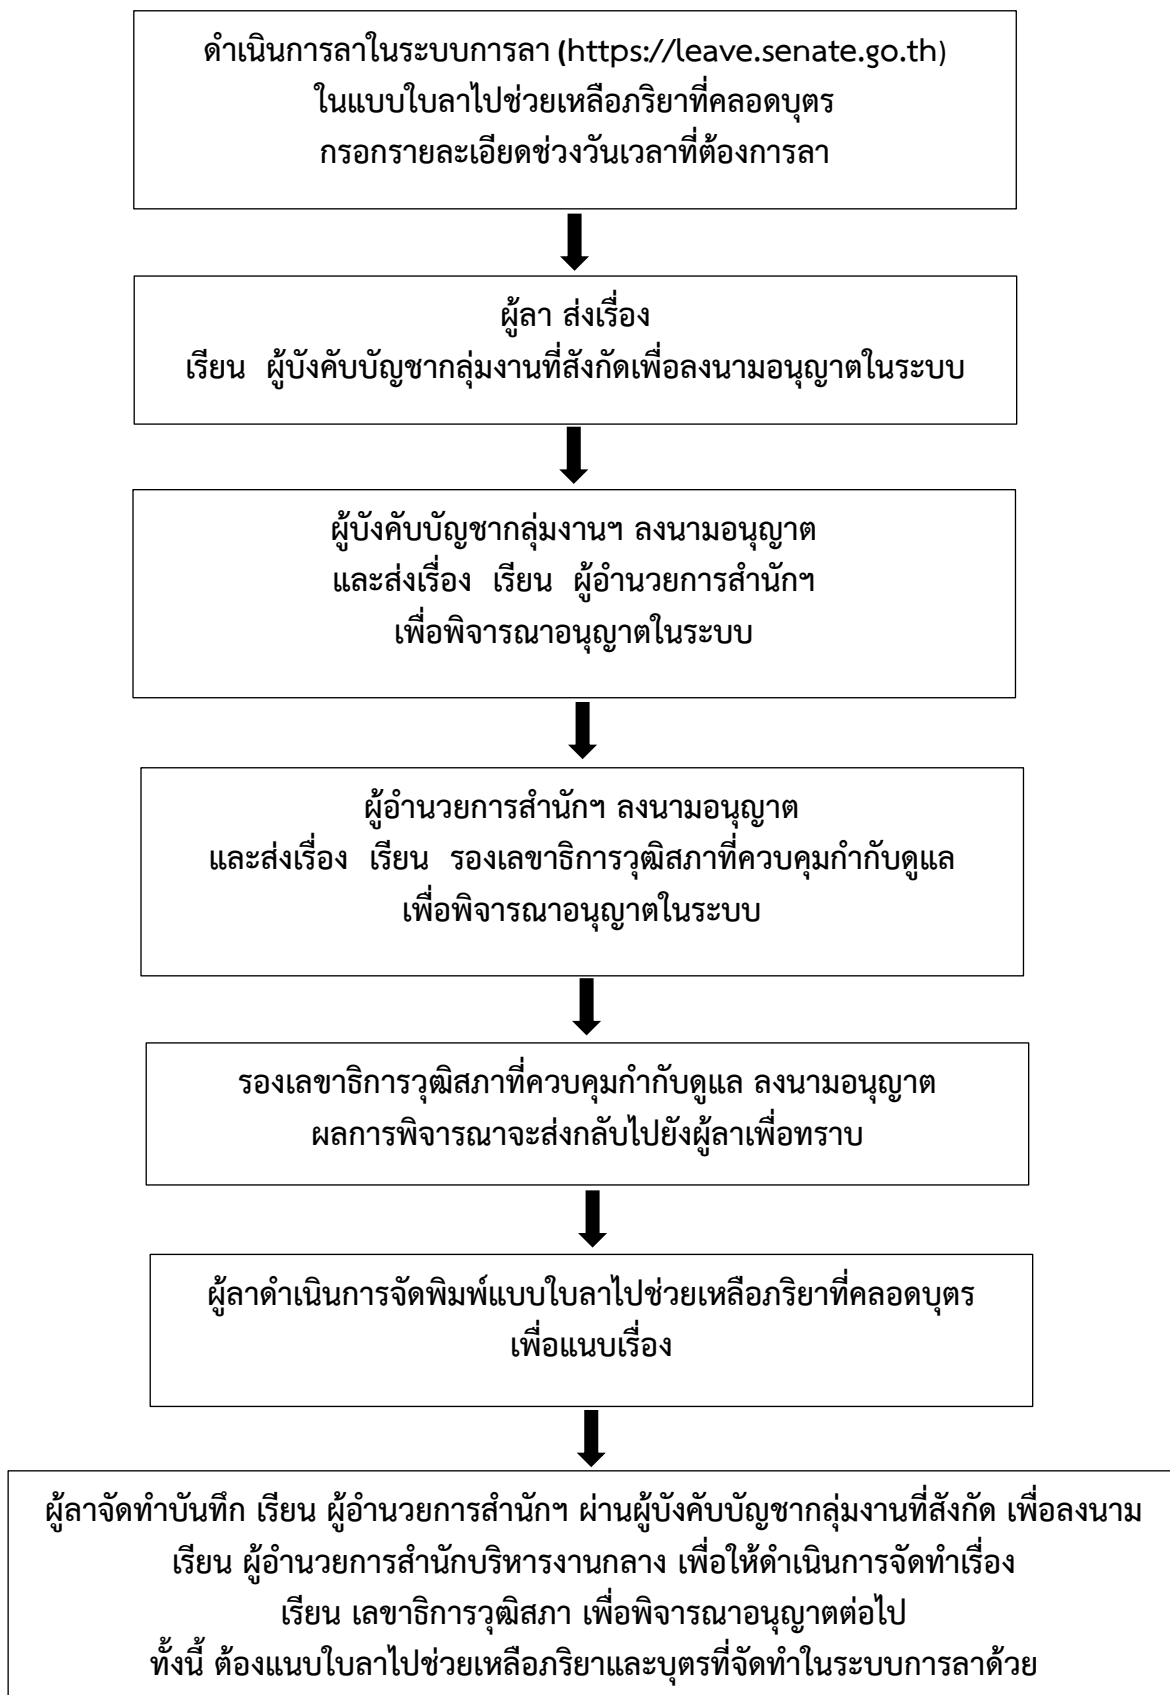 ดำเนินการลาในระบบการลา (https://leave.senate.go.th)
ในแบบใบลาไปช่วยเหลือภริยาที่คลอดบุตร
กรอกรายละเอียดช่วงวันเวลาที่ต้องการลา
ผู้ลา ส่งเรื่อง
เรียน ผู้บังคับบัญชากลุ่มงานที่สังกัดเพื่อลงนามอนุญาตในระบบ
ผู้บังคับบัญชากลุ่มงานฯ ลงนามอนุญาต
และส่งเรื่อง เรียน ผู้อำนวยการสำนักฯ
เพื่อพิจารณาอนุญาตในระบบ
ผู้อำนวยการสำนักฯ ลงนามอนุญาต
และส่งเรื่อง เรียน รองเลขาธิการวุฒิสภาที่ควบคุมกำกับดูแล
เพื่อพิจารณาอนุญาตในระบบ
รองเลขาธิการวุฒิสภาที่ควบคุมกำกับดูแล ลงนามอนุญาต
ผลการพิจารณาจะส่งกลับไปยังผู้ลาเพื่อทราบ
ผู้ลาดำเนินการจัดพิมพ์แบบใบลาไปช่วยเหลือภริยาที่คลอดบุตร
เพื่อแนบเรื่อง
ผู้ลาจัดทำบันทึก เรียน ผู้อำนวยการสำนักฯ ผ่านผู้บังคับบัญชากลุ่มงานที่สังกัด เพื่อลงนาม
เรียน ผู้อำนวยการสำนักบริหารงานกลาง เพื่อให้ดำเนินการจัดทำเรื่อง
เรียน เลขาธิการวุฒิสภา เพื่อพิจารณาอนุญาตต่อไป
ทั้งนี้ ต้องแนบใบลาไปช่วยเหลือภริยาและบุตรที่จัดทำในระบบการลาด้วย